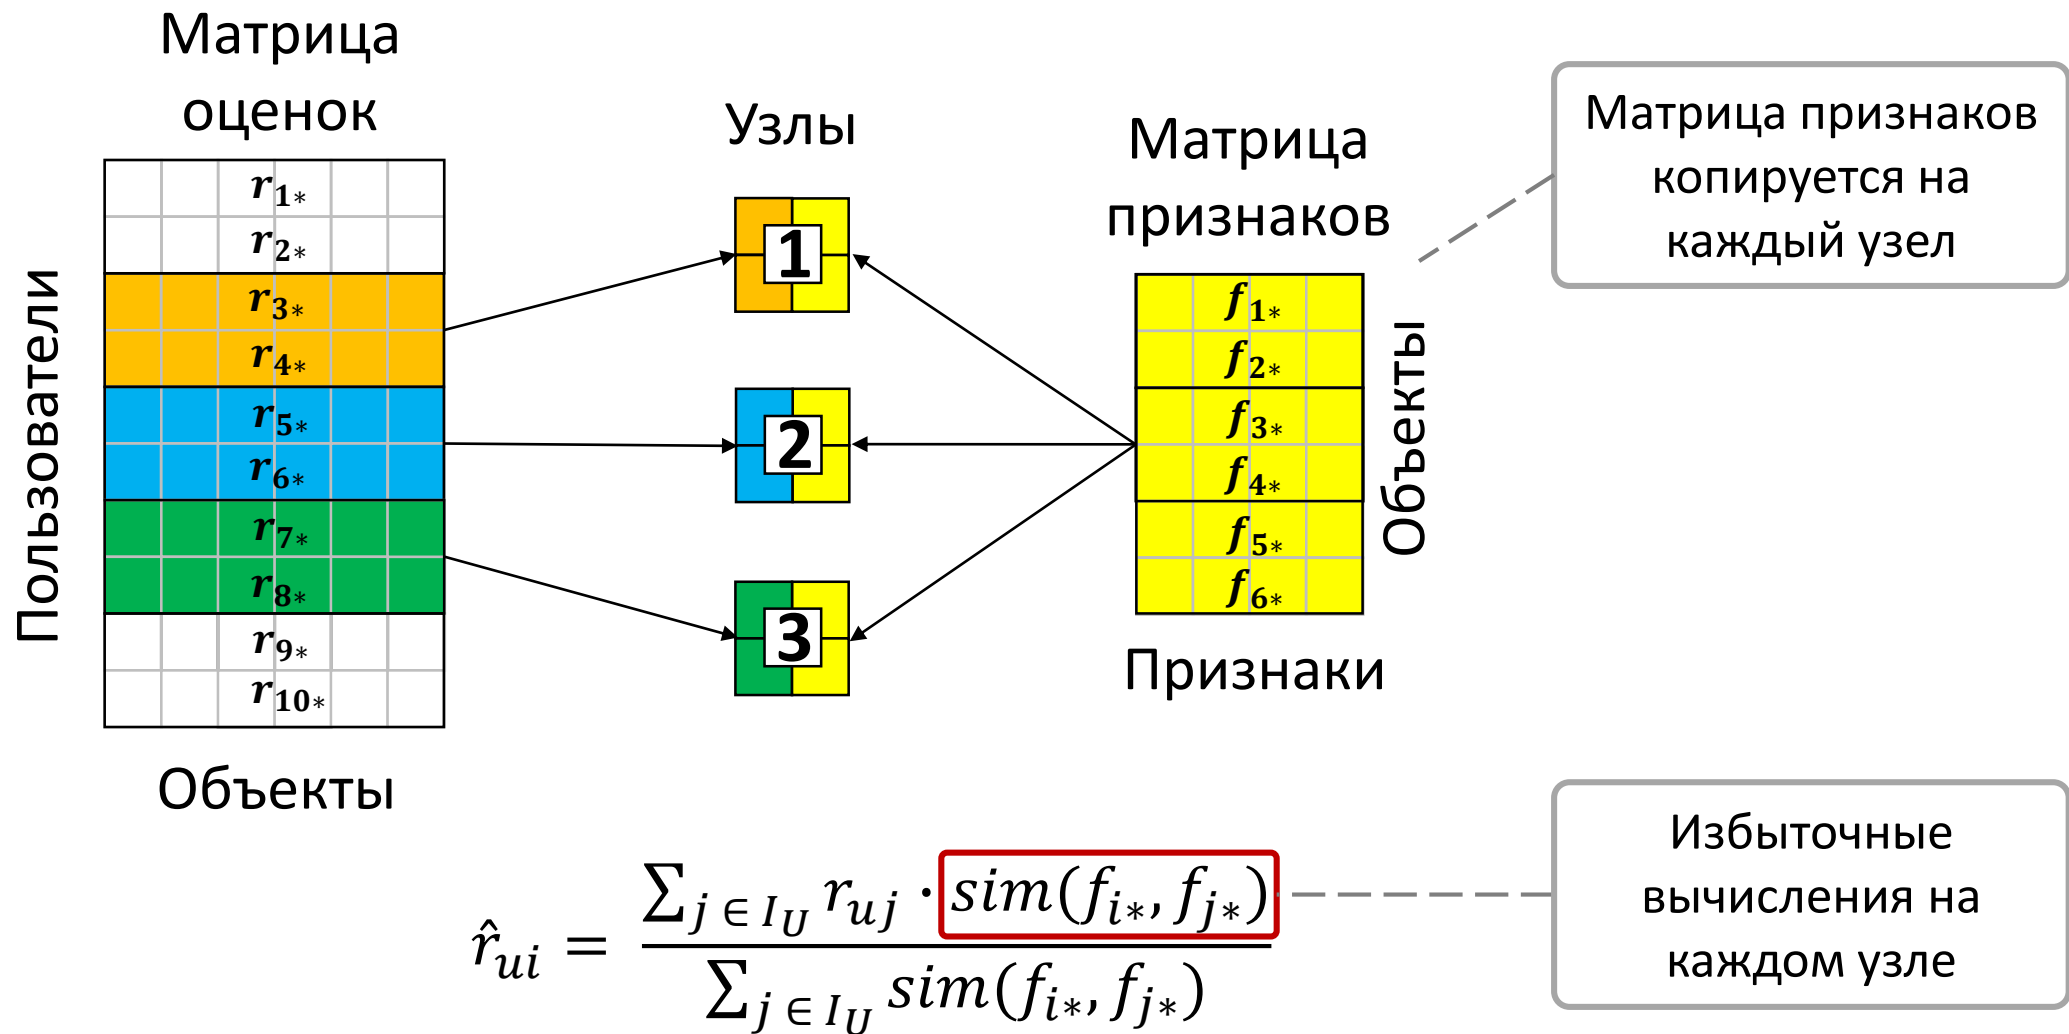 Матрица
оценок
Пользователи
r1*
r2*
r3*
r4*
r5*
r6*
r7*
r8*
r9*
r10*
Объекты
Узлы
1
2
3
Матрица
признаков
f1*
f2*
f3*
f4*
f5*
f6*
Объекты
Признаки
Матрица признаков
копируется на
каждый узел
r̂ui = ∑j ∈ IU ruj · sim(fi*, fj*)
∑j ∈ IU sim(fi*, fj*)
Избыточные
вычисления на
каждом узле